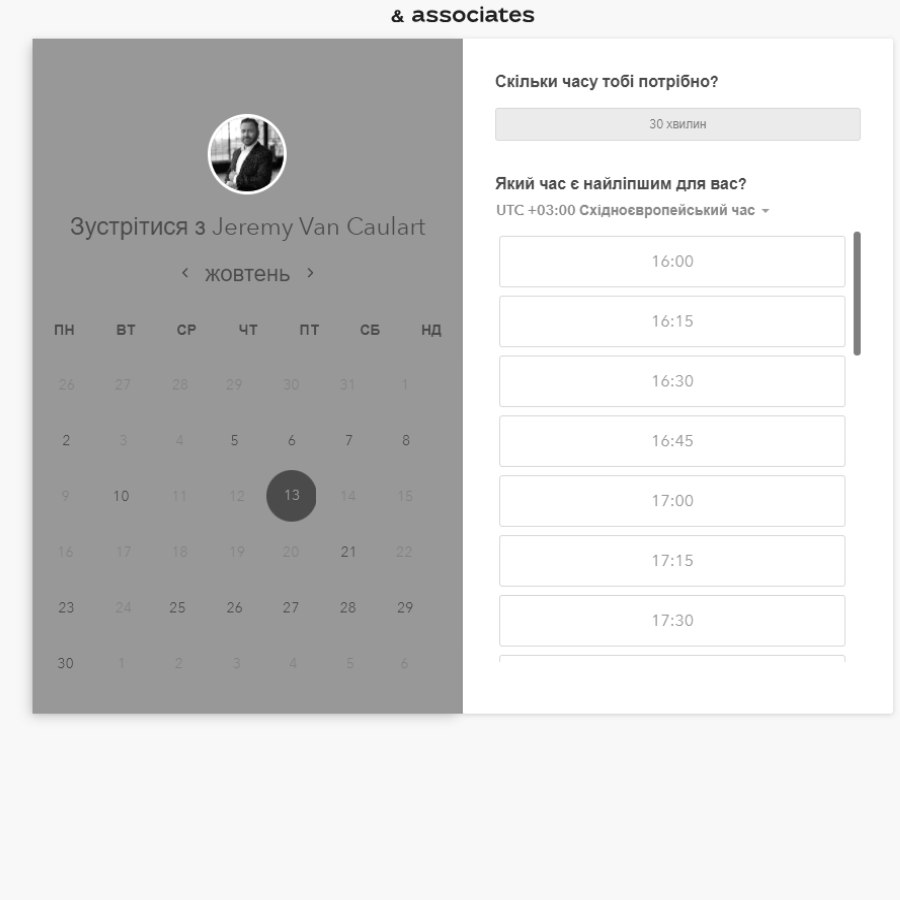 & associates
Зустрітися з Jeremy Van Caulart
жовтень
ПН ВТ СР ЧТ ПТ СБ НД
26 27 28 29 30 31 1
2 3 4 5 6 7 8
9 10 11 12 13 14 15
16 17 18 19 20 21 22
23 24 25 26 27 28 29
30 1 2 3 4 5 6
Скільки часу тобі потрібно?
30 хвилин
Який час є найліпшим для вас?
UTC +03:00 Східноєвропейський час
16:00
16:15
16:30
16:45
17:00
17:15
17:30